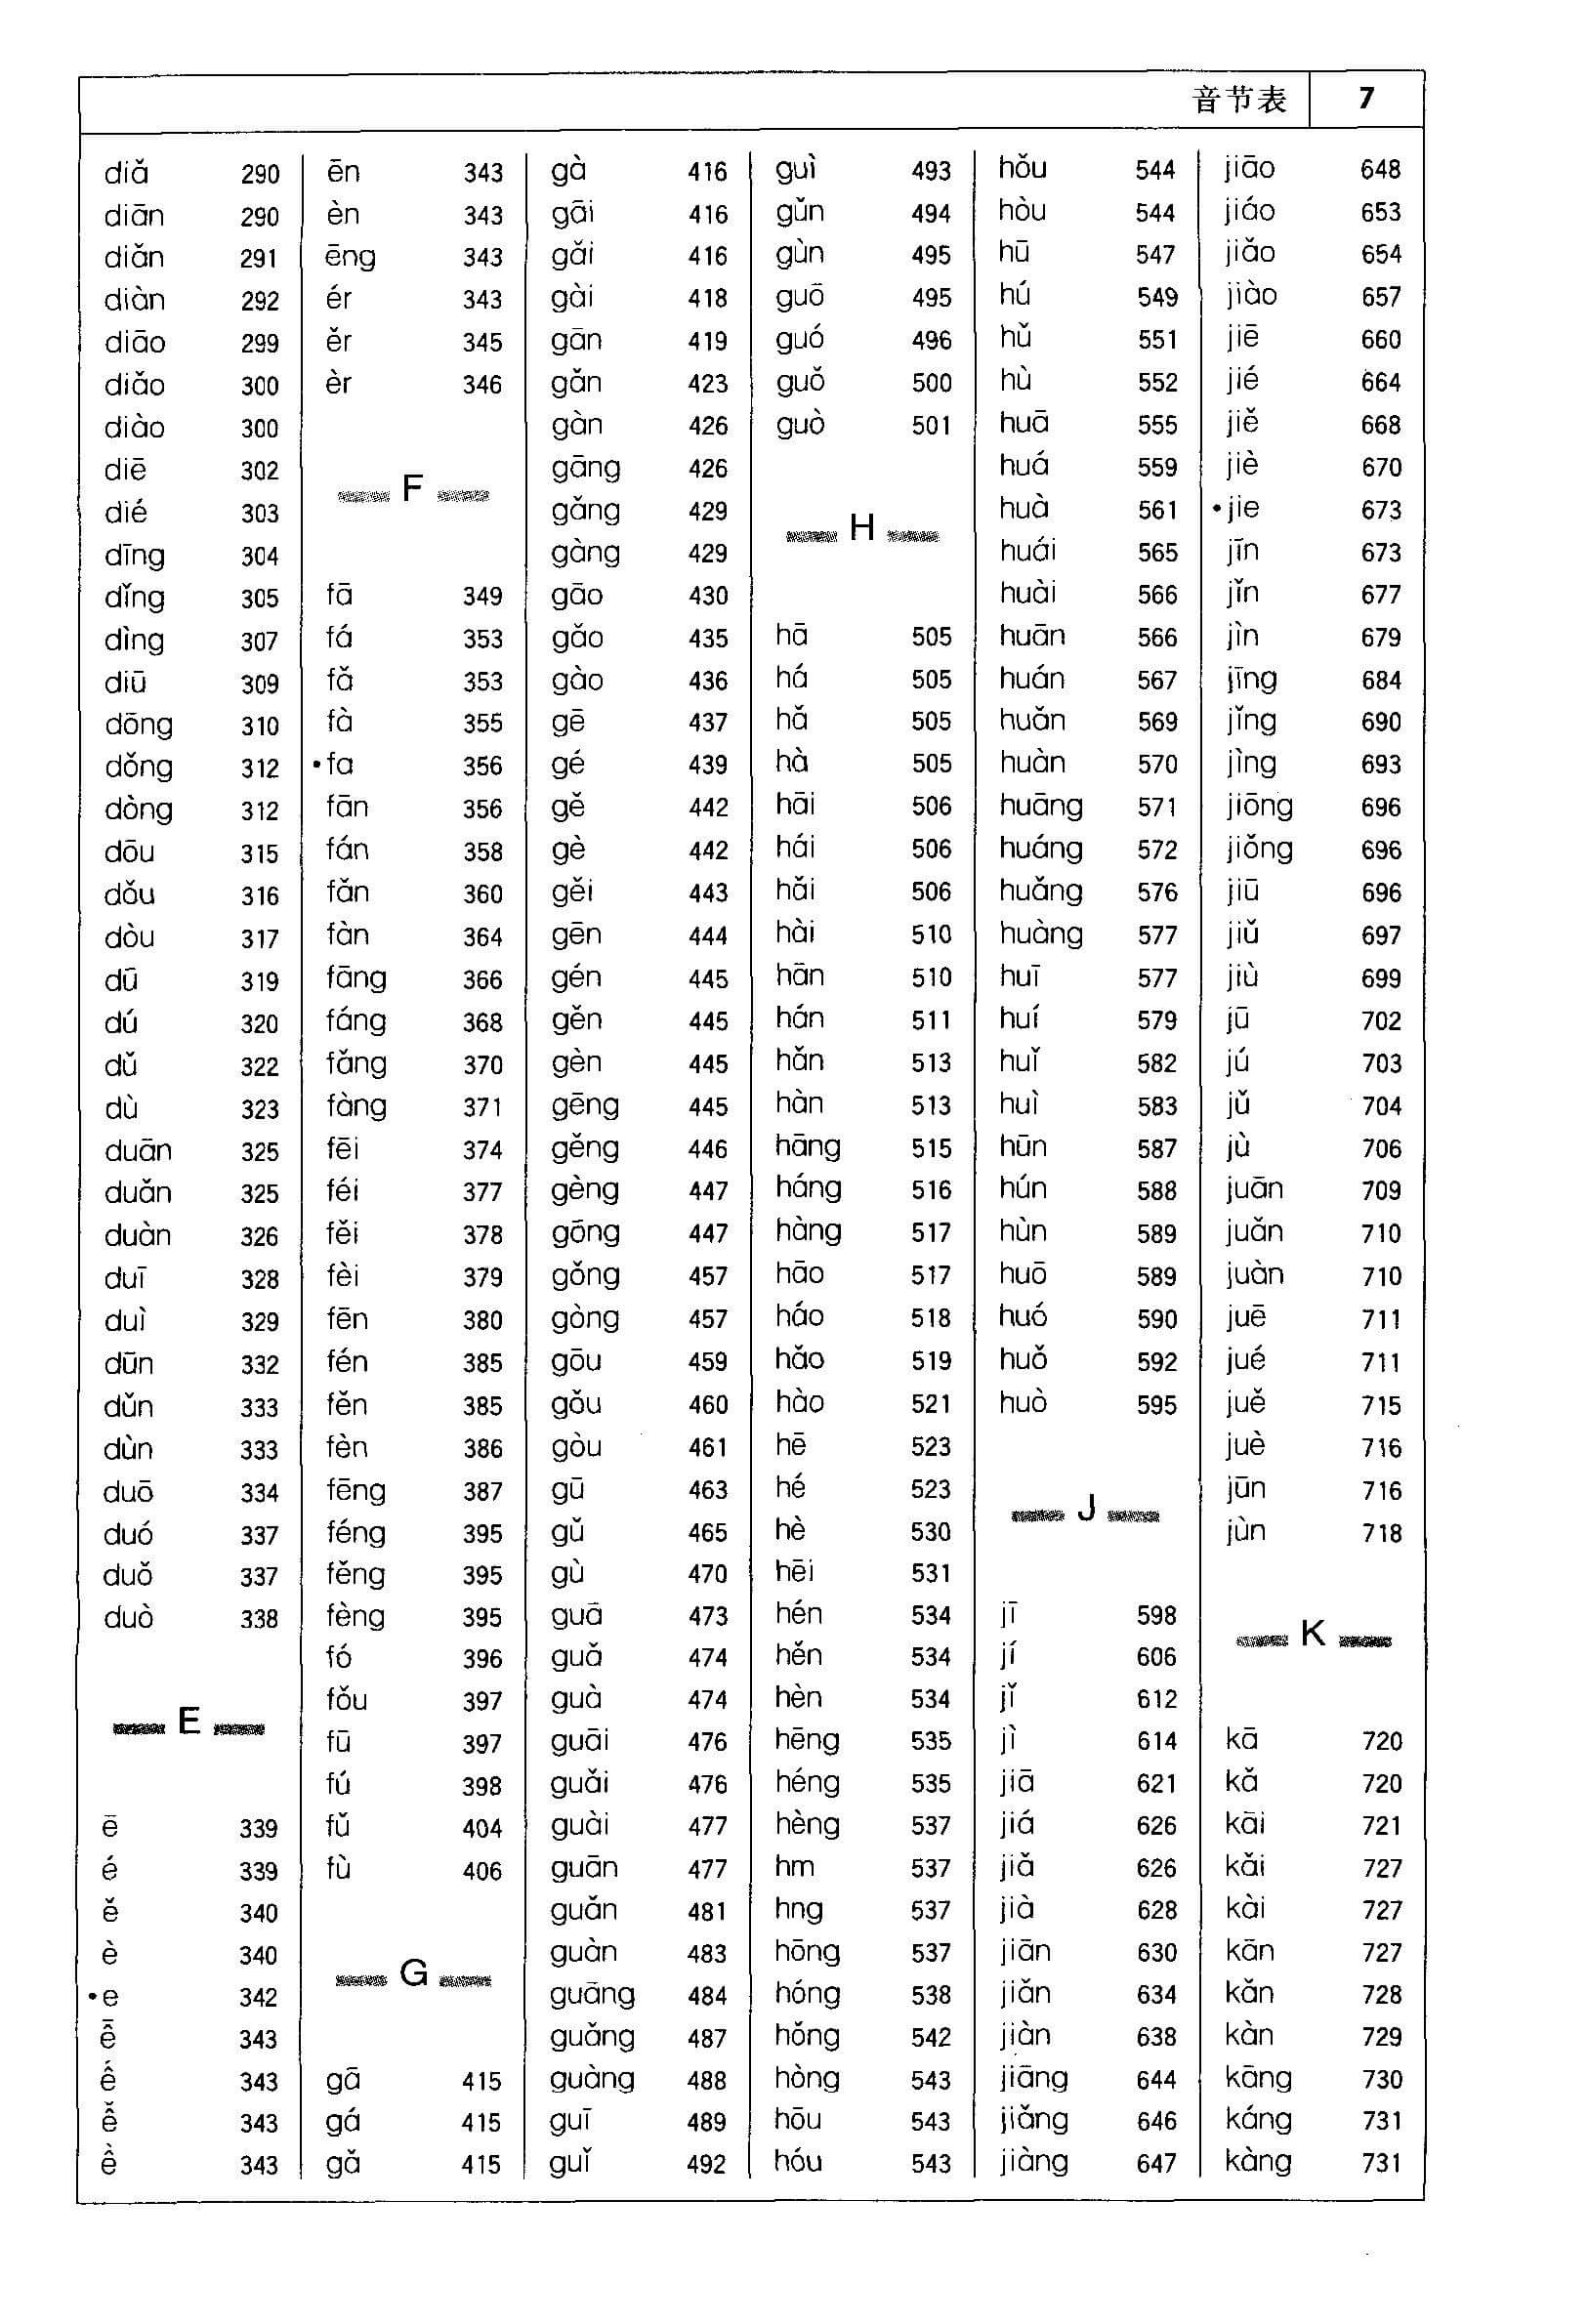 音节表 7
diǎ 290
diān 290
diǎn 291
diàn 292
diāo 299
diǎo 300
diào 300
diē 302
dié 303
dīng 304
dǐng 305
dìng 307
diū 309
dōng 310
dǒng 312
dòng 312
dōu 315
dǒu 316
dòu 317
dū 319
dú 320
dǔ 322
dù 323
duān 325
duǎn 325
duàn 326
duī 328
duì 329
dūn 332
dǔn 333
dùn 333
duō 334
duó 337
duǒ 337
duò 338
E
ē 339
é 339
ě 340
è 340
•e 342
ê̄ 343
ế 343
ê̌ 343
ề 343
ēn 343
èn 343
ēng 343
ér 343
ěr 345
èr 346
F
fā 349
fá 353
fǎ 353
fà 355
•fa 356
fān 356
fán 358
fǎn 360
fàn 364
fāng 366
fáng 368
fǎng 370
fàng 371
fēi 374
féi 377
fěi 378
fèi 379
fēn 380
fén 385
fěn 385
fèn 386
fēng 387
féng 395
fěng 395
fèng 395
fó 396
fǒu 397
fū 397
fú 398
fǔ 404
fù 406
G
gā 415
gá 415
gǎ 415
gà 416
gāi 416
gǎi 416
gài 418
gān 419
gǎn 423
gàn 426
gāng 426
gǎng 429
gàng 429
gāo 430
gǎo 435
gào 436
gē 437
gé 439
gě 442
gè 442
gěi 443
gēn 444
gén 445
gěn 445
gèn 445
gēng 445
gěng 446
gèng 447
gōng 447
gǒng 457
gòng 457
gōu 459
gǒu 460
gòu 461
gū 463
gǔ 465
gù 470
guā 473
guǎ 474
guà 474
guāi 476
guǎi 476
guài 477
guān 477
guǎn 481
guàn 483
guāng 484
guǎng 487
guàng 488
guī 489
guǐ 492
guì 493
gǔn 494
gùn 495
guō 495
guó 496
guǒ 500
guò 501
H
hā 505
há 505
hǎ 505
hà 505
hāi 506
hái 506
hǎi 506
hài 510
hān 510
hán 511
hǎn 513
hàn 513
hāng 515
háng 516
hàng 517
hāo 517
háo 518
hǎo 519
hào 521
hē 523
hé 523
hè 530
hēi 531
hén 534
hěn 534
hèn 534
hēng 535
héng 535
hèng 537
hm 537
hng 537
hōng 537
hóng 538
hǒng 542
hòng 543
hōu 543
hóu 543
hǒu 544
hòu 544
hū 547
hú 549
hǔ 551
hù 552
huā 555
huá 559
huà 561
huái 565
huài 566
huān 566
huán 567
huǎn 569
huàn 570
huāng 571
huáng 572
huǎng 576
huàng 577
huī 577
huí 579
huǐ 582
huì 583
hūn 587
hún 588
hùn 589
huō 589
huó 590
huǒ 592
huò 595
J
jī 598
jí 606
jǐ 612
jì 614
jiā 621
jiá 626
jiǎ 626
jià 628
jiān 630
jiǎn 634
jiàn 638
jiāng 644
jiǎng 646
jiàng 647
jiāo 648
jiáo 653
jiǎo 654
jiào 657
jiē 660
jié 664
jiě 668
jiè 670
•jie 673
jīn 673
jǐn 677
jìn 679
jīng 684
jǐng 690
jìng 693
jiōng 696
jiǒng 696
jiū 696
jiǔ 697
jiù 699
jū 702
jú 703
jǔ 704
jù 706
juān 709
juǎn 710
juàn 710
juē 711
jué 711
juě 715
juè 716
jūn 716
jùn 718
K
kā 720
kǎ 720
kāi 721
kǎi 727
kài 727
kān 727
kǎn 728
kàn 729
kāng 730
káng 731
kàng 731